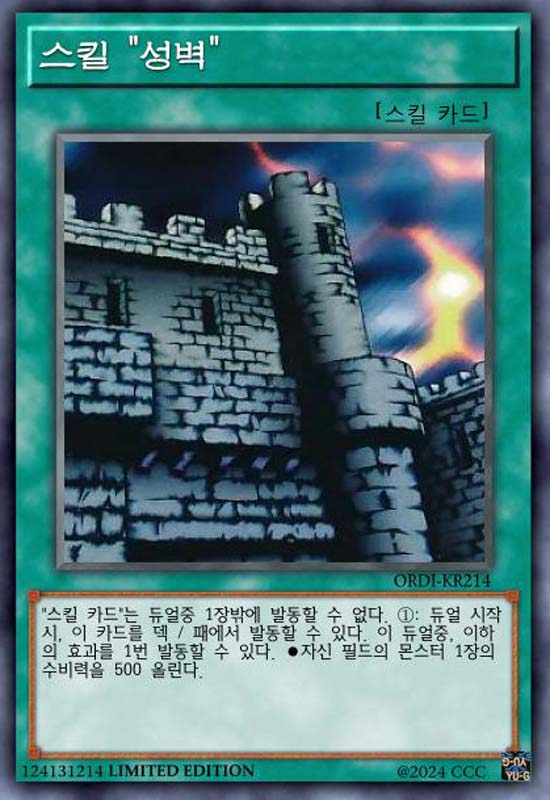 스킬 "성벽"
[스킬 카드]
ORDI-KR214
"스킬 카드"는 듀얼중 1장밖에 발동할 수 없다. ①: 듀얼 시작
시, 이 카드를 덱 / 패에서 발동할 수 있다. 이 듀얼중, 이하
의 효과를 1번 발동할 수 있다. ●자신 필드의 몬스터 1장의
수비력을 500 올린다.
124131214 LIMITED EDITION
@2024 CCC
YU-G
YU-G